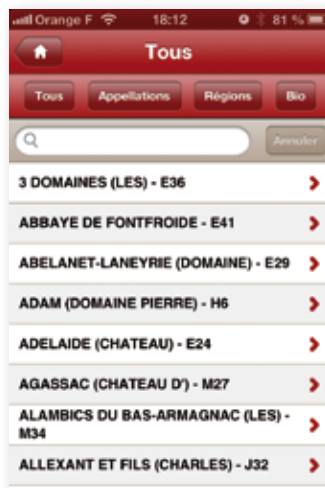 Orange F 18:12 81 %
Tous
Tous Appellations Régions Bio
Annuler
3 DOMAINES (LES) - E36
ABBAYE DE FONTFROIDE - E41
ABELANET-LANEYRIE (DOMAINE) - E29
ADAM (DOMAINE PIERRE) - H6
ADELAIDE (CHATEAU) - E24
AGASSAC (CHATEAU D') - M27
ALAMBICS DU BAS-ARMAGNAC (LES) -
M34
ALLEXANT ET FILS (CHARLES) - J32